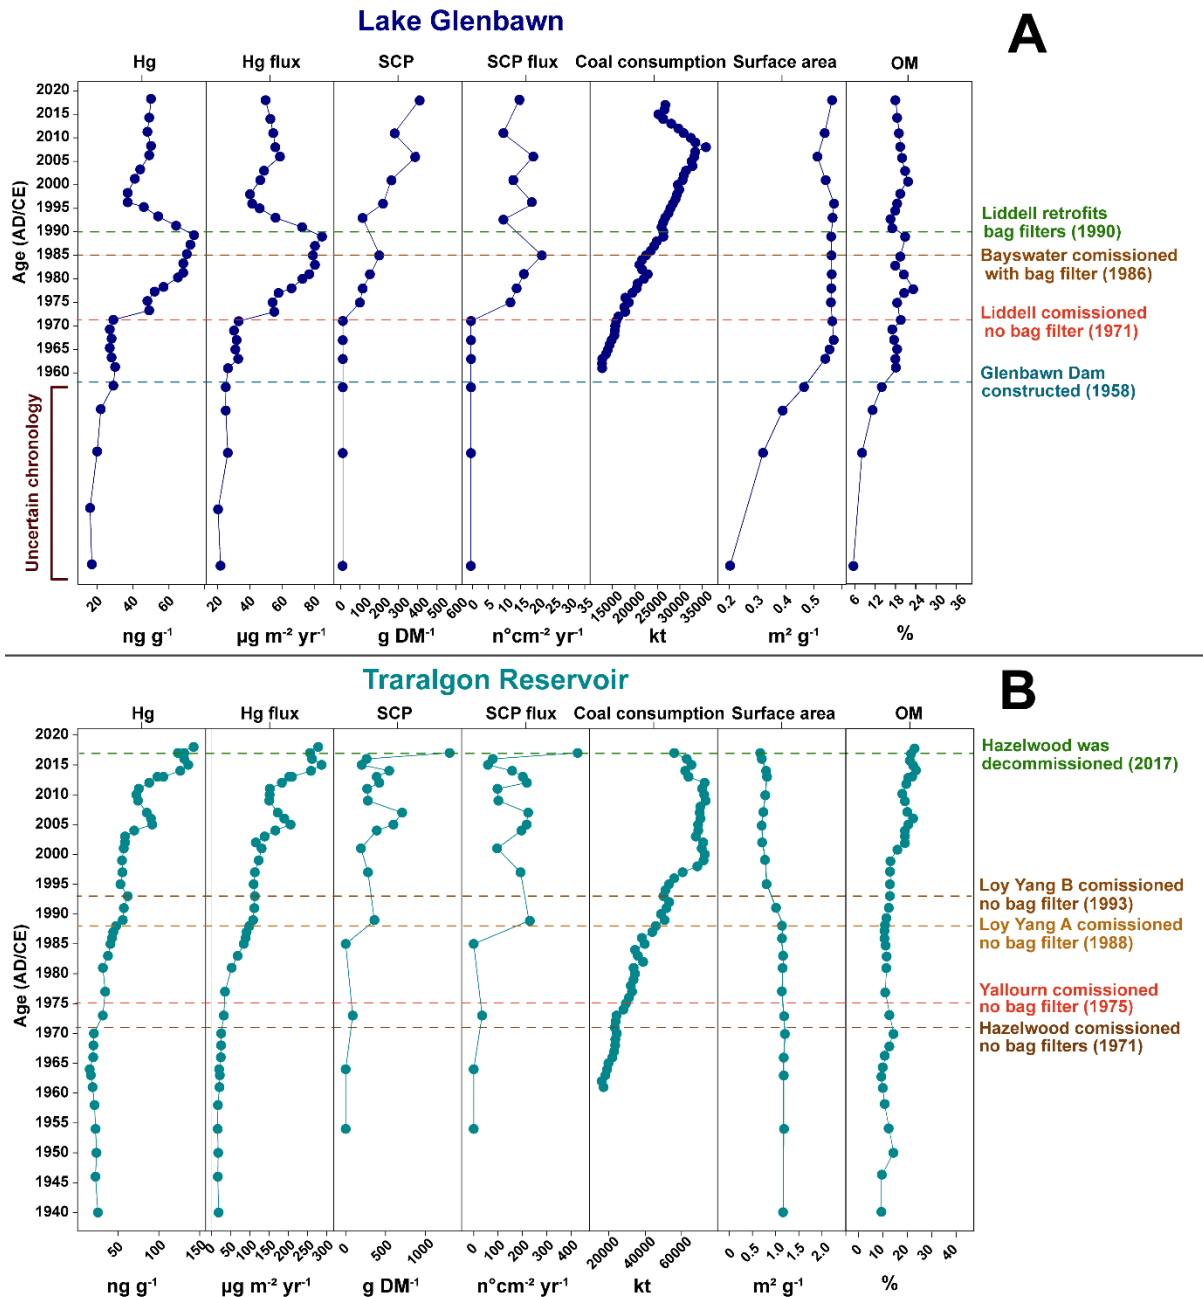 Lake Glenbawn
A
Hg Hg flux SCP SCP flux Coal consumption Surface area OM
2020
2015
2010
2005
2000
1995
1990
1985
1980
1975
1970
1965
1960
Age (AD/CE)
Uncertain chronology
Liddell retrofits
bag filters (1990)
Bayswater comissioned
with bag filter (1986)
Liddell comissioned
no bag filter (1971)
Glenbawn Dam
constructed (1958)
20 40 60 20 40 60 80 0 100 200 300 400 500 600 0 5 10 15 20 25 30 35 15000 20000 25000 30000 35000 0.2 0.3 0.4 0.5 6 12 18 24 30 36
ng g⁻¹ µg m⁻² yr⁻¹ g DM⁻¹ n°cm⁻² yr⁻¹ kt m² g⁻¹ %
Traralgon Reservoir
B
Hg Hg flux SCP SCP flux Coal consumption Surface area OM
2020
2015
2010
2005
2000
1995
1990
1985
1980
1975
1970
1965
1960
1955
1950
1945
1940
Age (AD/CE)
Hazelwood was
decommissioned (2017)
Loy Yang B comissioned
no bag filter (1993)
Loy Yang A comissioned
no bag filter (1988)
Yallourn comissioned
no bag filter (1975)
Hazelwood comissioned
no bag filters (1971)
50 100 150 0 50 100 150 200 250 300 0 500 1000 0 100 200 300 400 20000 40000 60000 0 0.5 1.0 1.5 2.0 0 10 20 30 40
ng g⁻¹ µg m⁻² yr⁻¹ g DM⁻¹ n°cm⁻² yr⁻¹ kt m² g⁻¹ %